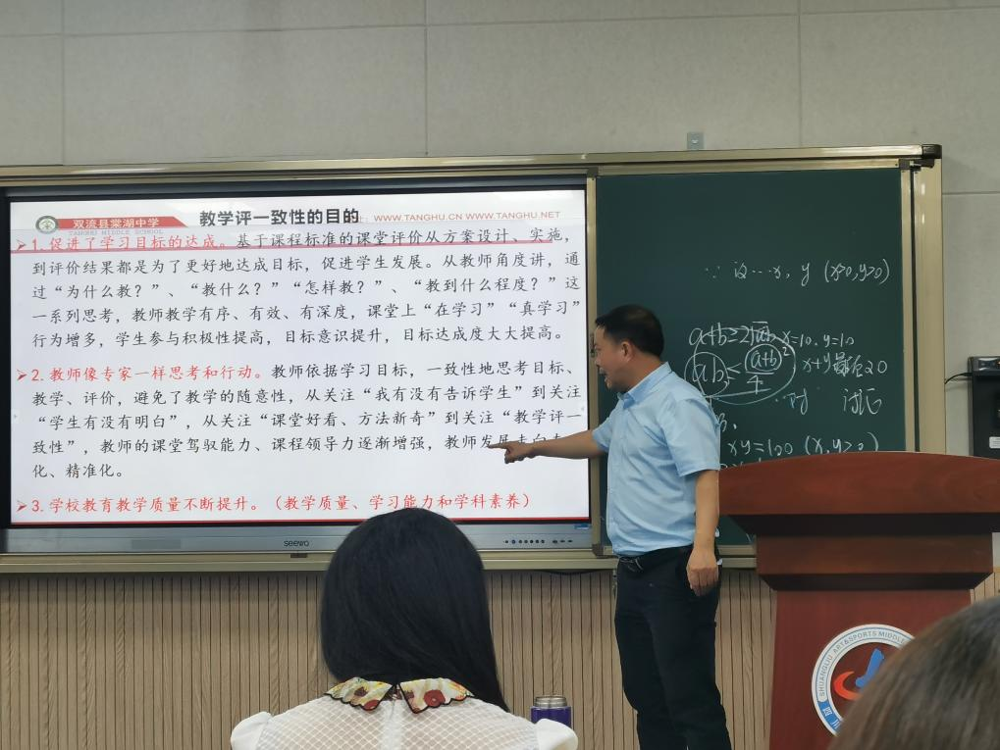 双流县棠湖中学
TANGHU MIDDLE SCHOOL
教学评一致性的目的
WWW.TANGHU.CN WWW.TANGHU.NET
➢1.促进了学习目标的达成。基于课程标准的课堂评价从方案设计、实施，
到评价结果都是为了更好地达成目标，促进学生发展。从教师角度讲，通
过“为什么教？”、“教什么？”“怎样教？”、“教到什么程度？”这
一系列思考，教师教学有序、有效、有深度，课堂上“在学习”“真学习”
行为增多，学生参与积极性提高，目标意识提升，目标达成度大大提高。
➢2.教师像专家一样思考和行动。教师依据学习目标，一致性地思考目标、
教学、评价，避免了教学的随意性，从关注“我有没有告诉学生”到关注
“学生有没有明白”，从关注“课堂好看、方法新奇”到关注“教学评一
致性”，教师的课堂驾驭能力、课程领导力逐渐增强，教师发展走向专
化、精准化。
➢3.学校教育教学质量不断提升。（教学质量、学习能力和学科素养）
seewo
∵ 设…x, y (x>0,y>0)
a+b≥2√ab x=10, y=10
ab≤(a+b)²/4 x+y最后20
xy=100 (x,y>0)
SHUANGLIU ART&SPORTS MIDDLE